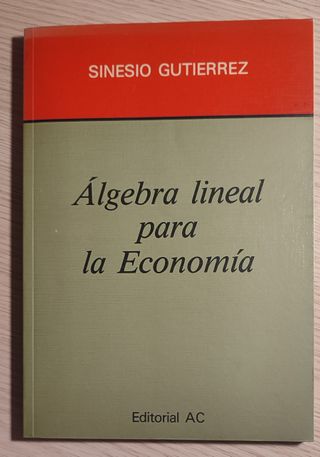 SINESIO GUTIERREZ
Álgebra lineal
para
la Economía
Editorial AC